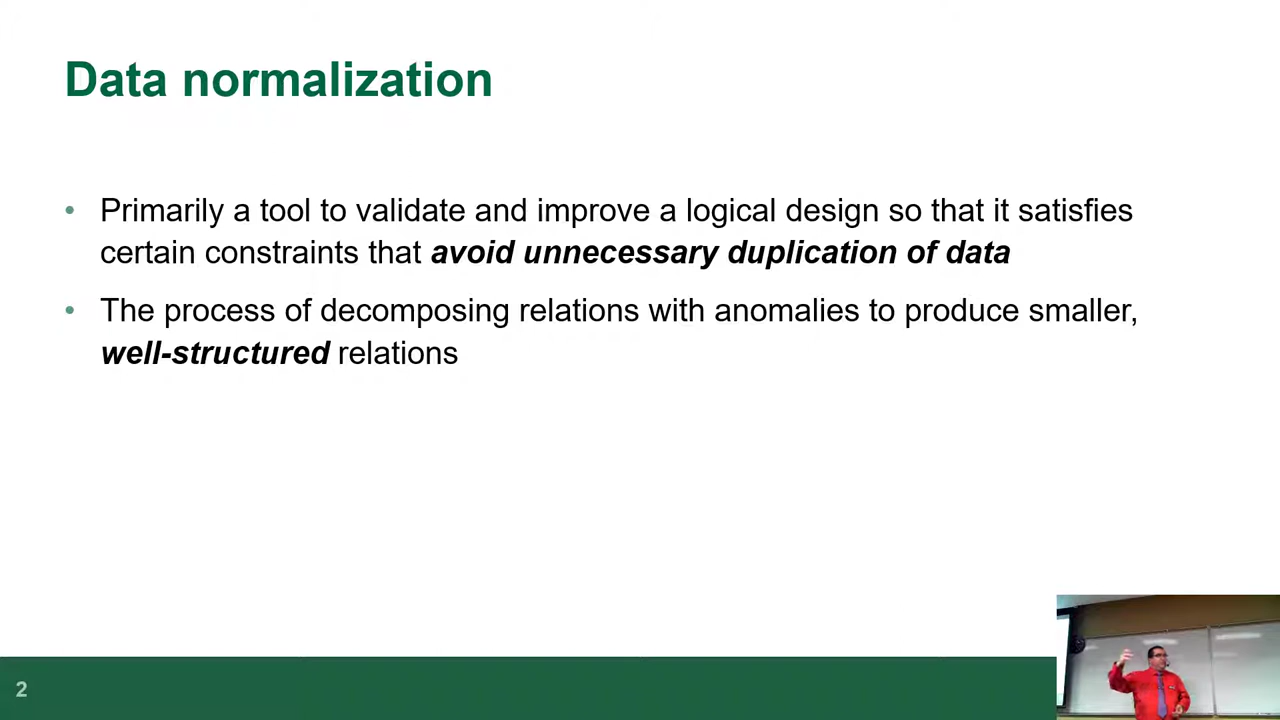 Data normalization
• Primarily a tool to validate and improve a logical design so that it satisfies
certain constraints that avoid unnecessary duplication of data
• The process of decomposing relations with anomalies to produce smaller,
well-structured relations
2